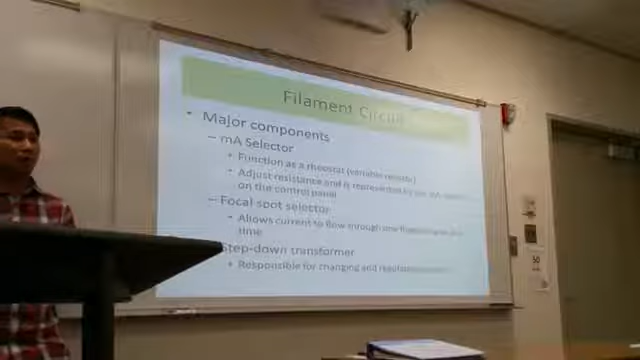 Filament Circuit
• Major components
– mA Selector
• Function as a rheostat (variable resistor)
• Adjust resistance and is represented by the mA
on the control panel
– Focal spot selector
• Allows current to flow through one filament
time
Step-down transformer
• Responsible for changing and
50